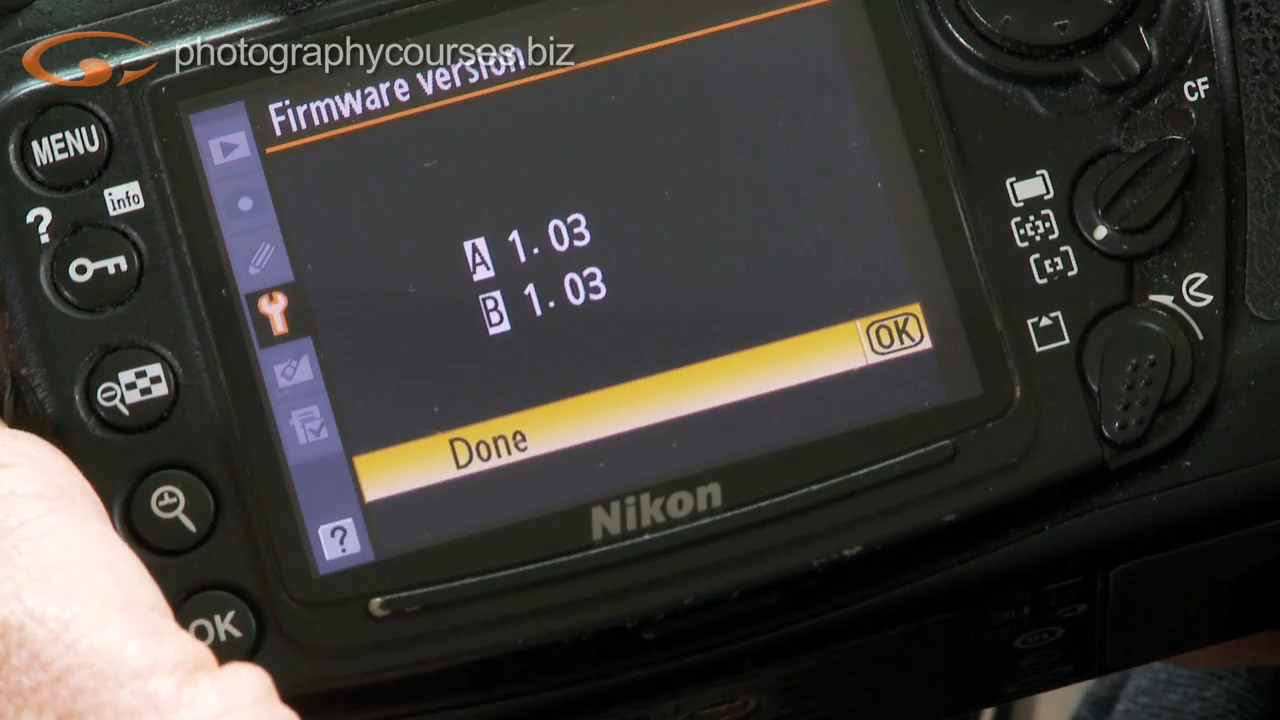 photographycourses.biz
Firmware version
MENU
CF
info
?
A 1.03
B 1.03
OK
Done
Nikon
?
OK